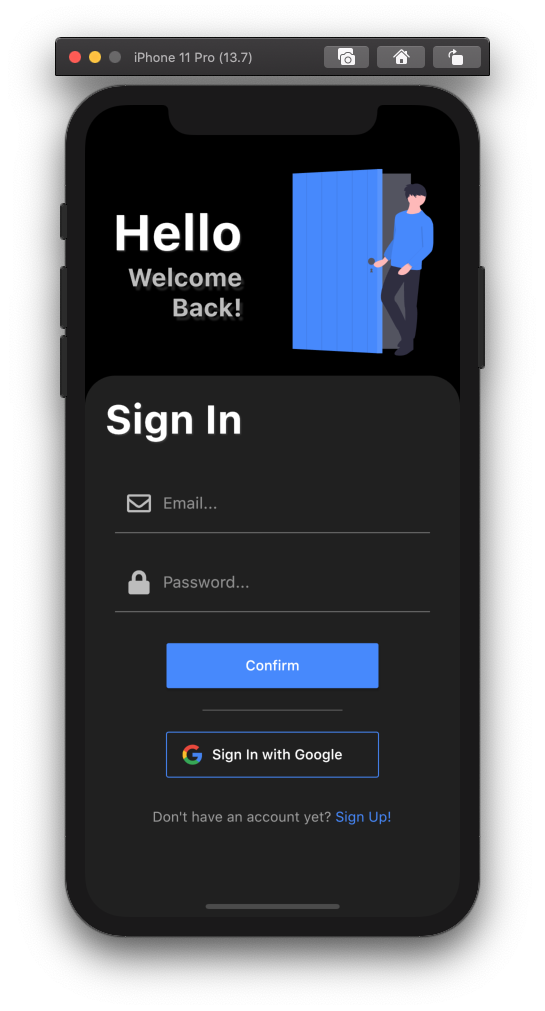 iPhone 11 Pro (13.7)
Hello
Welcome
Back!
Sign In
Email...
Password...
Confirm
Sign In with Google
Don't have an account yet? Sign Up!